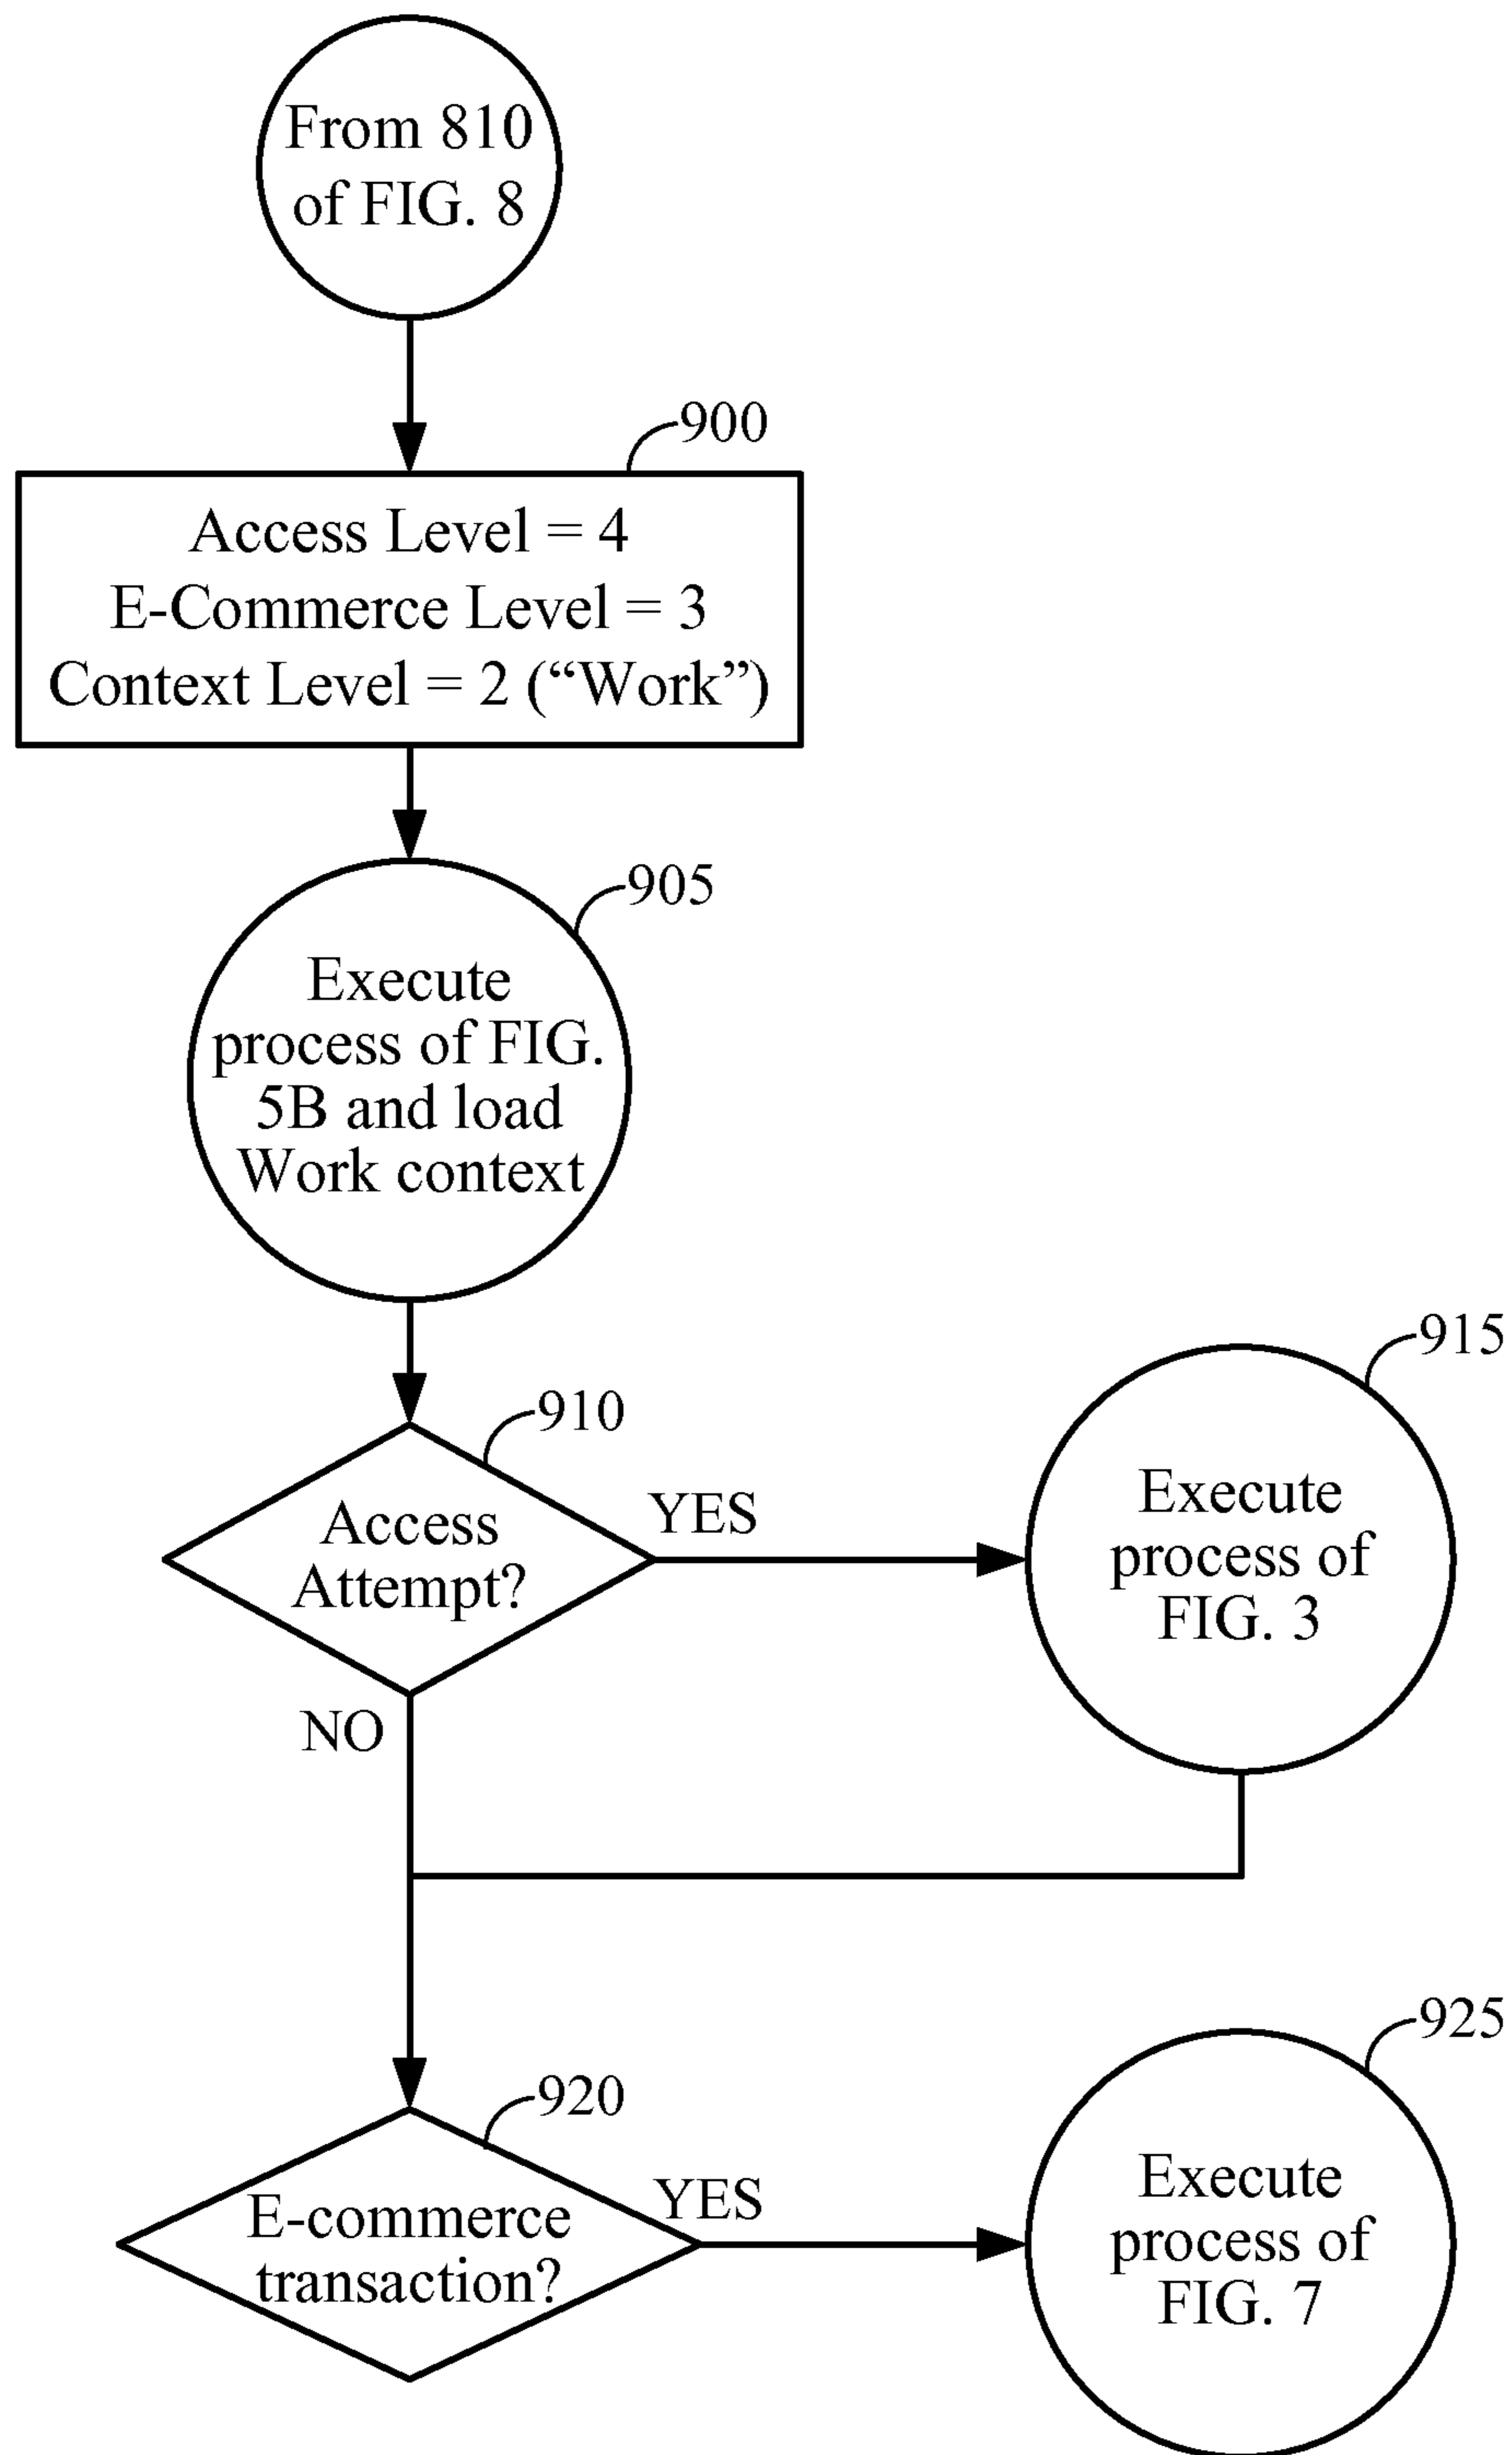 From 810
of FIG. 8
900
Access Level = 4
E-Commerce Level = 3
Context Level = 2 (“Work”)
905
Execute
process of FIG.
5B and load
Work context
910
Access
Attempt?
YES
915
Execute
process of
FIG. 3
NO
920
E-commerce
transaction?
YES
925
Execute
process of
FIG. 7